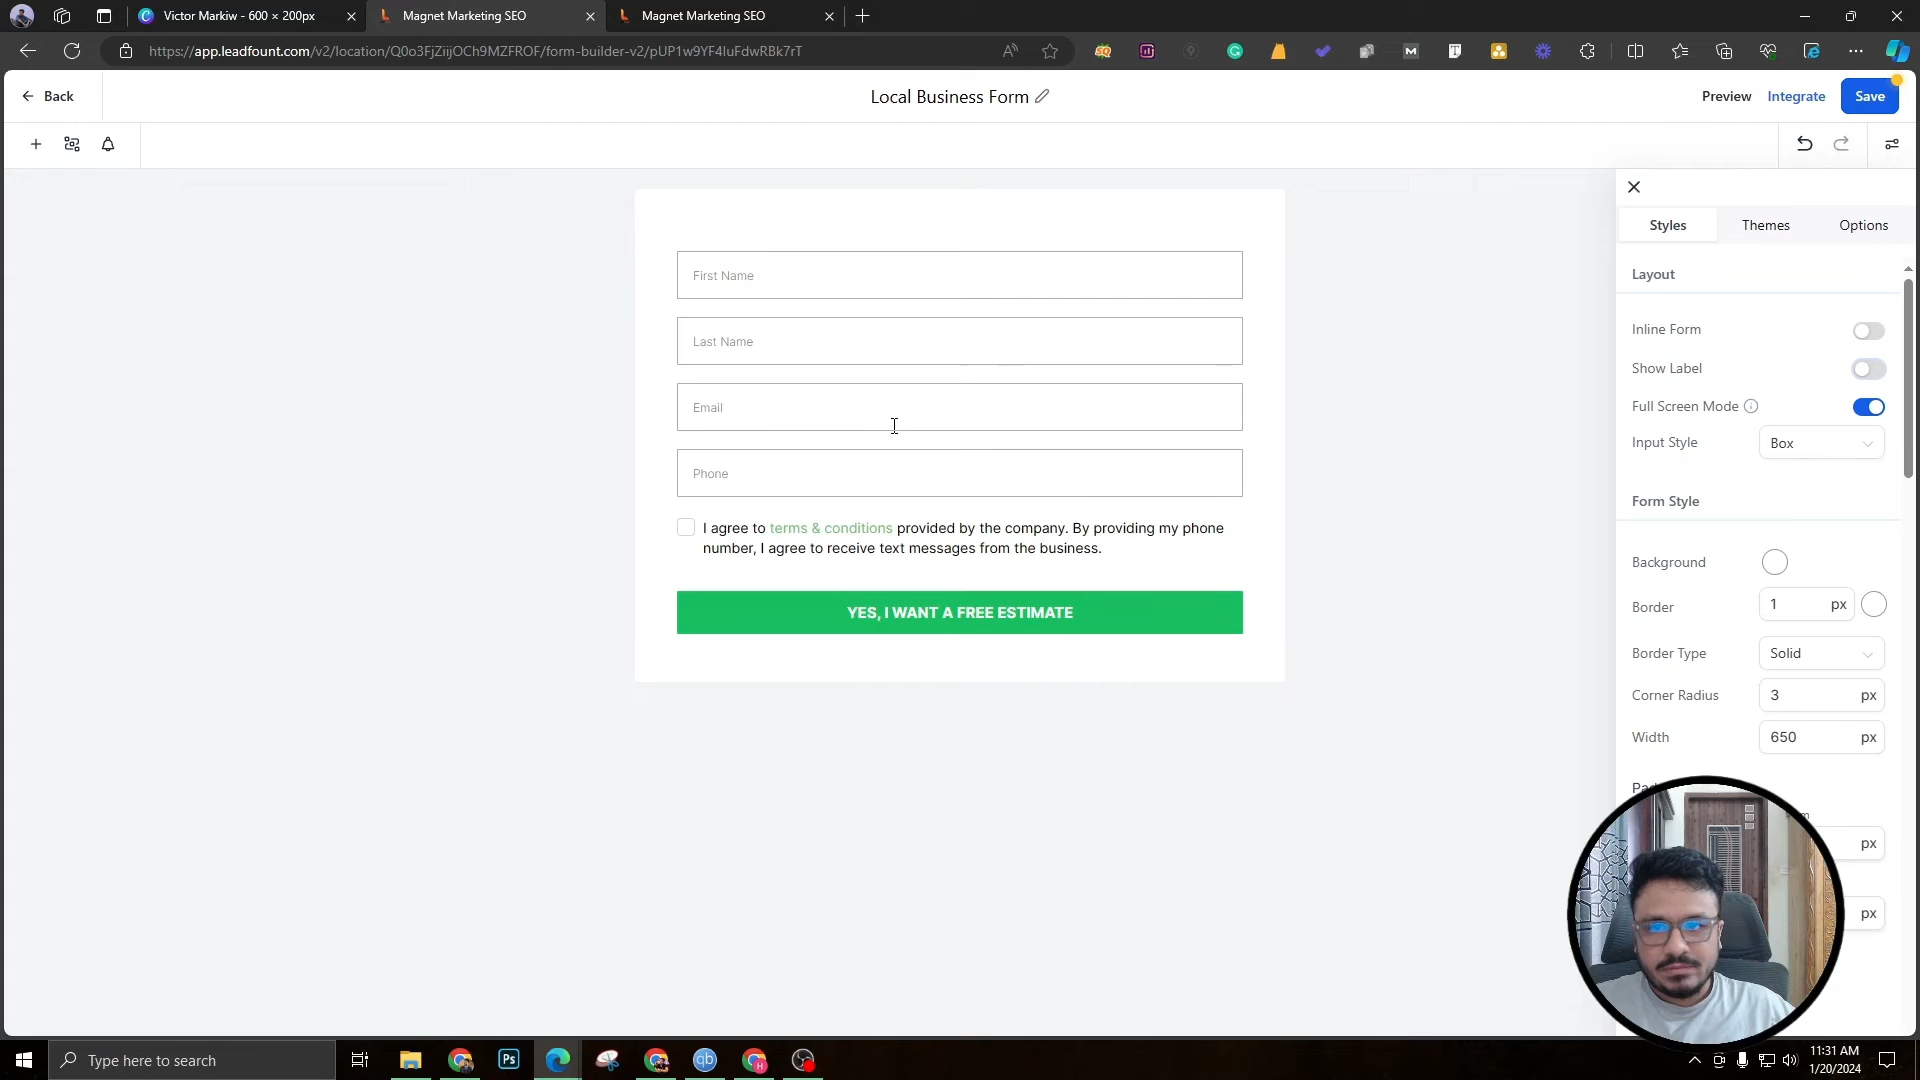 Victor Markiw - 600 × 200px
Magnet Marketing SEO
Magnet Marketing SEO
https://app.leadfount.com/v2/location/Q0o3FjZiijOCh9MZFROF/form-builder-v2/pUP1w9YF4IuFdwRBk7rT
Back
Local Business Form
Preview
Integrate
Save
Styles
Themes
Options
Layout
Inline Form
Show Label
Full Screen Mode
Input Style
Box
Form Style
Background
Border
1 px
Border Type
Solid
Corner Radius
3 px
Width
650 px
px
px
First Name
Last Name
Email
Phone
I agree to terms & conditions provided by the company. By providing my phone
number, I agree to receive text messages from the business.
YES, I WANT A FREE ESTIMATE
Type here to search
Ps
qb
11:31 AM
1/20/2024